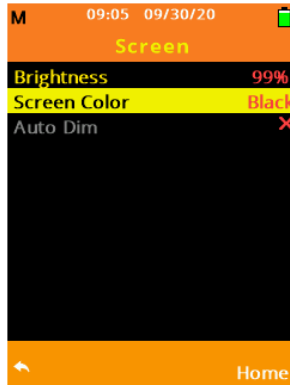 M 09:05 09/30/20
Screen
Brightness 99%
Screen Color Black
Auto Dim
Home